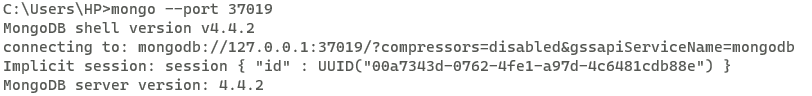 C:\Users\HP>mongo --port 37019
MongoDB shell version v4.4.2
connecting to: mongodb://127.0.0.1:37019/?compressors=disabled&gssapiServiceName=mongodb
Implicit session: session { "id" : UUID("00a7343d-0762-4fe1-a97d-4c6481cdb88e") }
MongoDB server version: 4.4.2